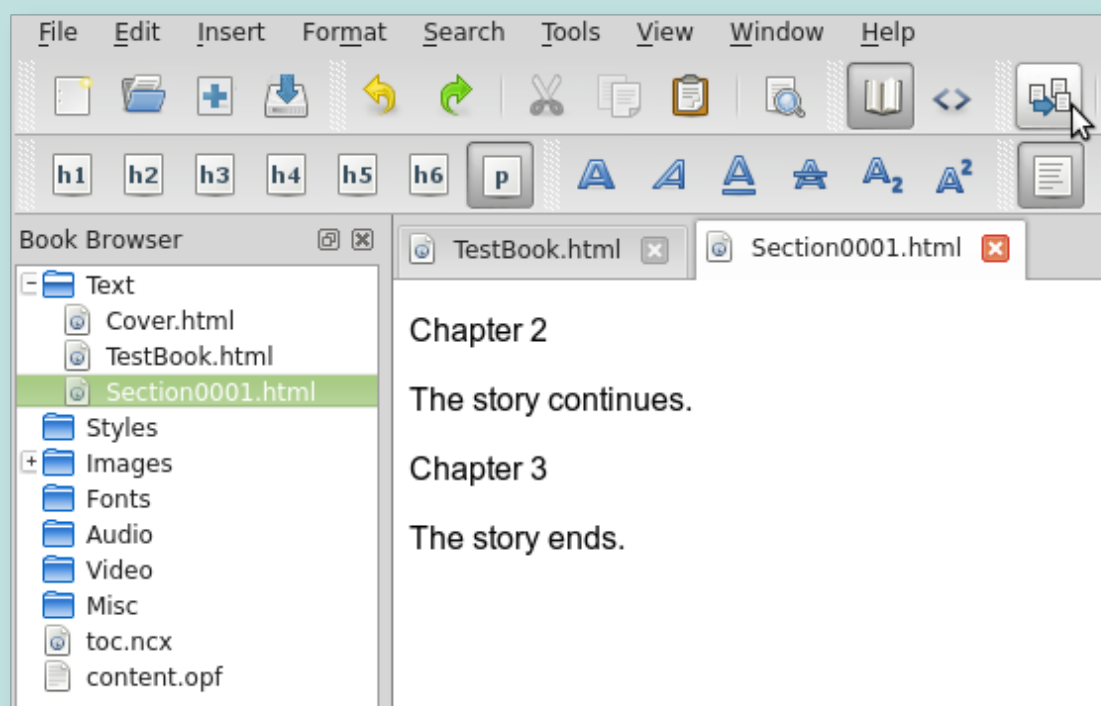 File Edit Insert Format Search Tools View Window Help
<>
h1 h2 h3 h4 h5 h6 p A A A A A2 A2
Book Browser
TestBook.html Section0001.html
Text
Cover.html
TestBook.html
Section0001.html
Styles
Images
Fonts
Audio
Video
Misc
toc.ncx
content.opf
Chapter 2
The story continues.
Chapter 3
The story ends.